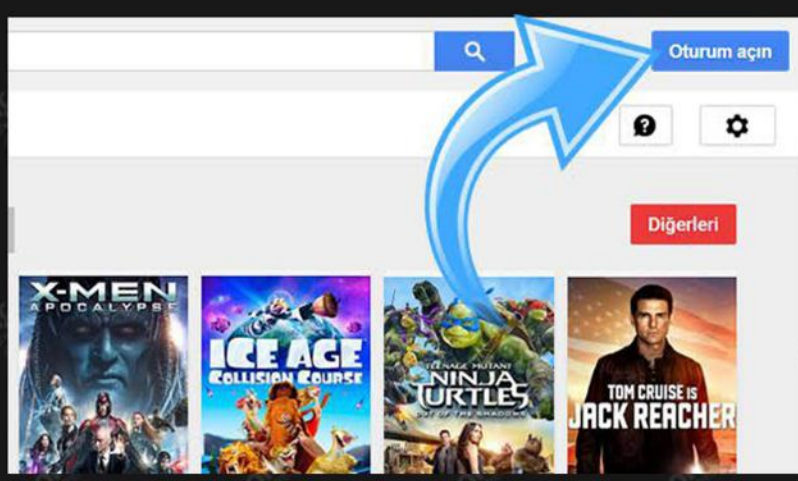 Oturum açın
Diğerleri
X-MEN
APOCALYPSE
ICE AGE
COLLISION COURSE
TEENAGE MUTANT
NINJA
TURTLES
OUT OF THE SHADOWS
TOM CRUISE IS
JACK REACHER